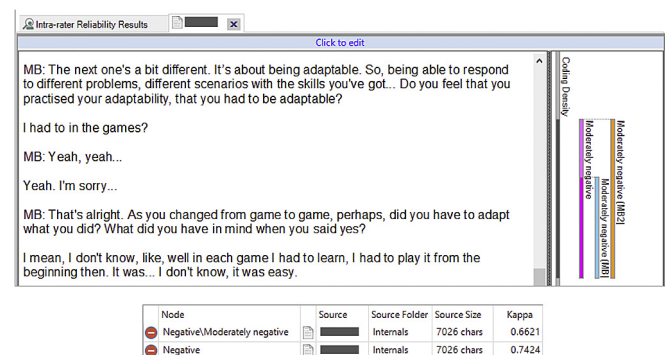 Intra-rater Reliability Results
Click to edit
MB: The next one's a bit different. It's about being adaptable. So, being able to respond
to different problems, different scenarios with the skills you've got... Do you feel that you
practised your adaptability, that you had to be adaptable?
I had to in the games?
MB: Yeah, yeah...
Yeah. I'm sorry...
MB: That's alright. As you changed from game to game, perhaps, did you have to adapt
what you did? What did you have in mind when you said yes?
I mean, I don't know, like, well in each game I had to learn, I had to play it from the
beginning then. It was... I don't know, it was easy.
Coding Density
Moderately negative
Moderately negative (MB)
Moderately negative (MB2)
Node Source Source Folder Source Size Kappa
Negative\Moderately negative Internals 7026 chars 0.6621
Negative Internals 7026 chars 0.7424